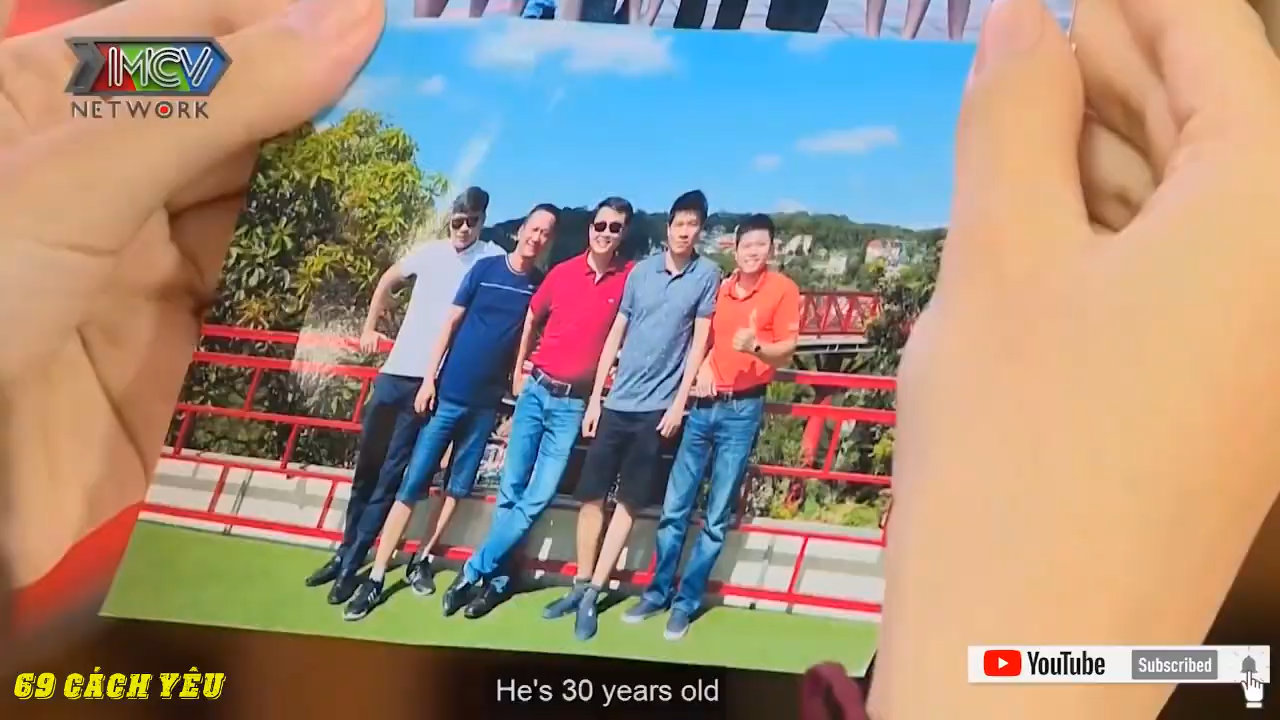 MCV
NETWORK
69 CÁCH YÊU
He's 30 years old
YouTube
Subscribed